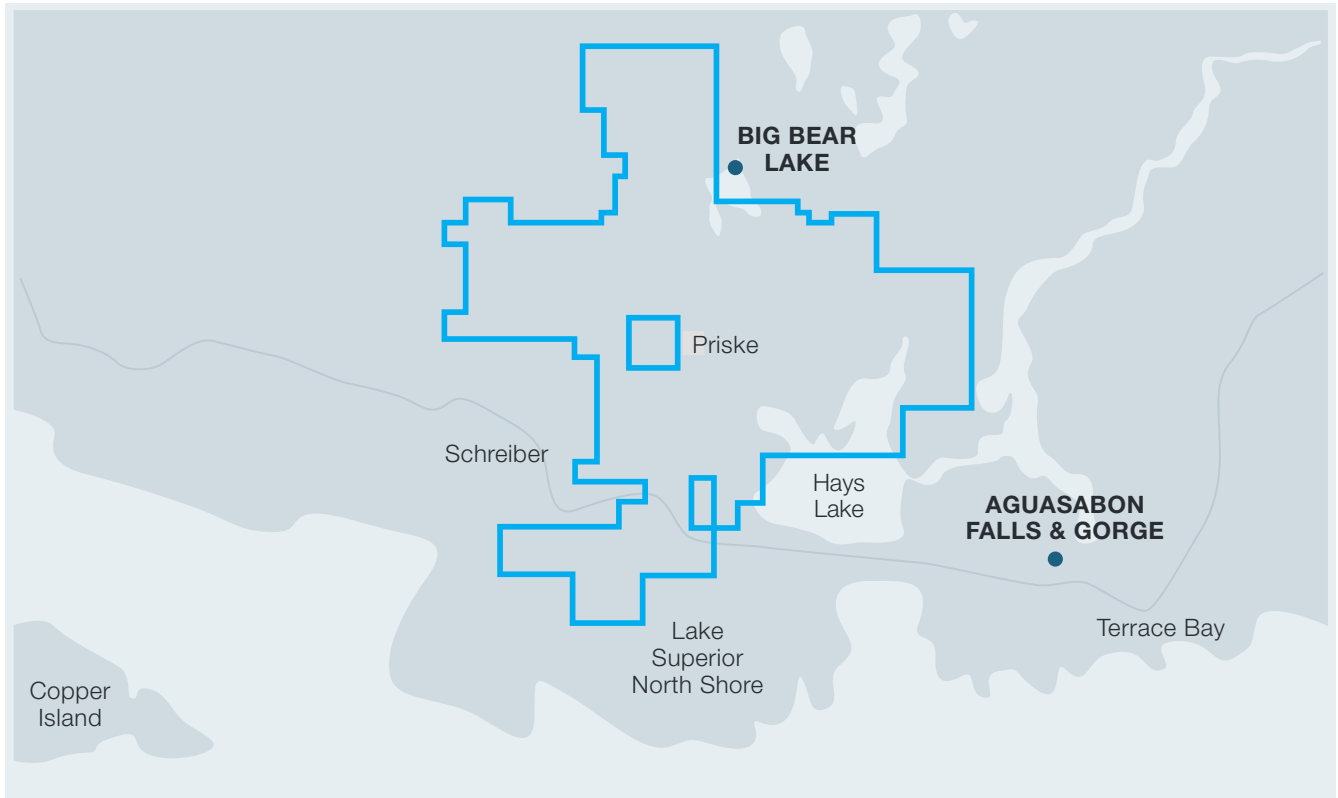 BIG BEAR
LAKE
Priske
Schreiber
Hays
Lake
AGUASABON
FALLS & GORGE
Terrace Bay
Lake
Superior
North Shore
Copper
Island